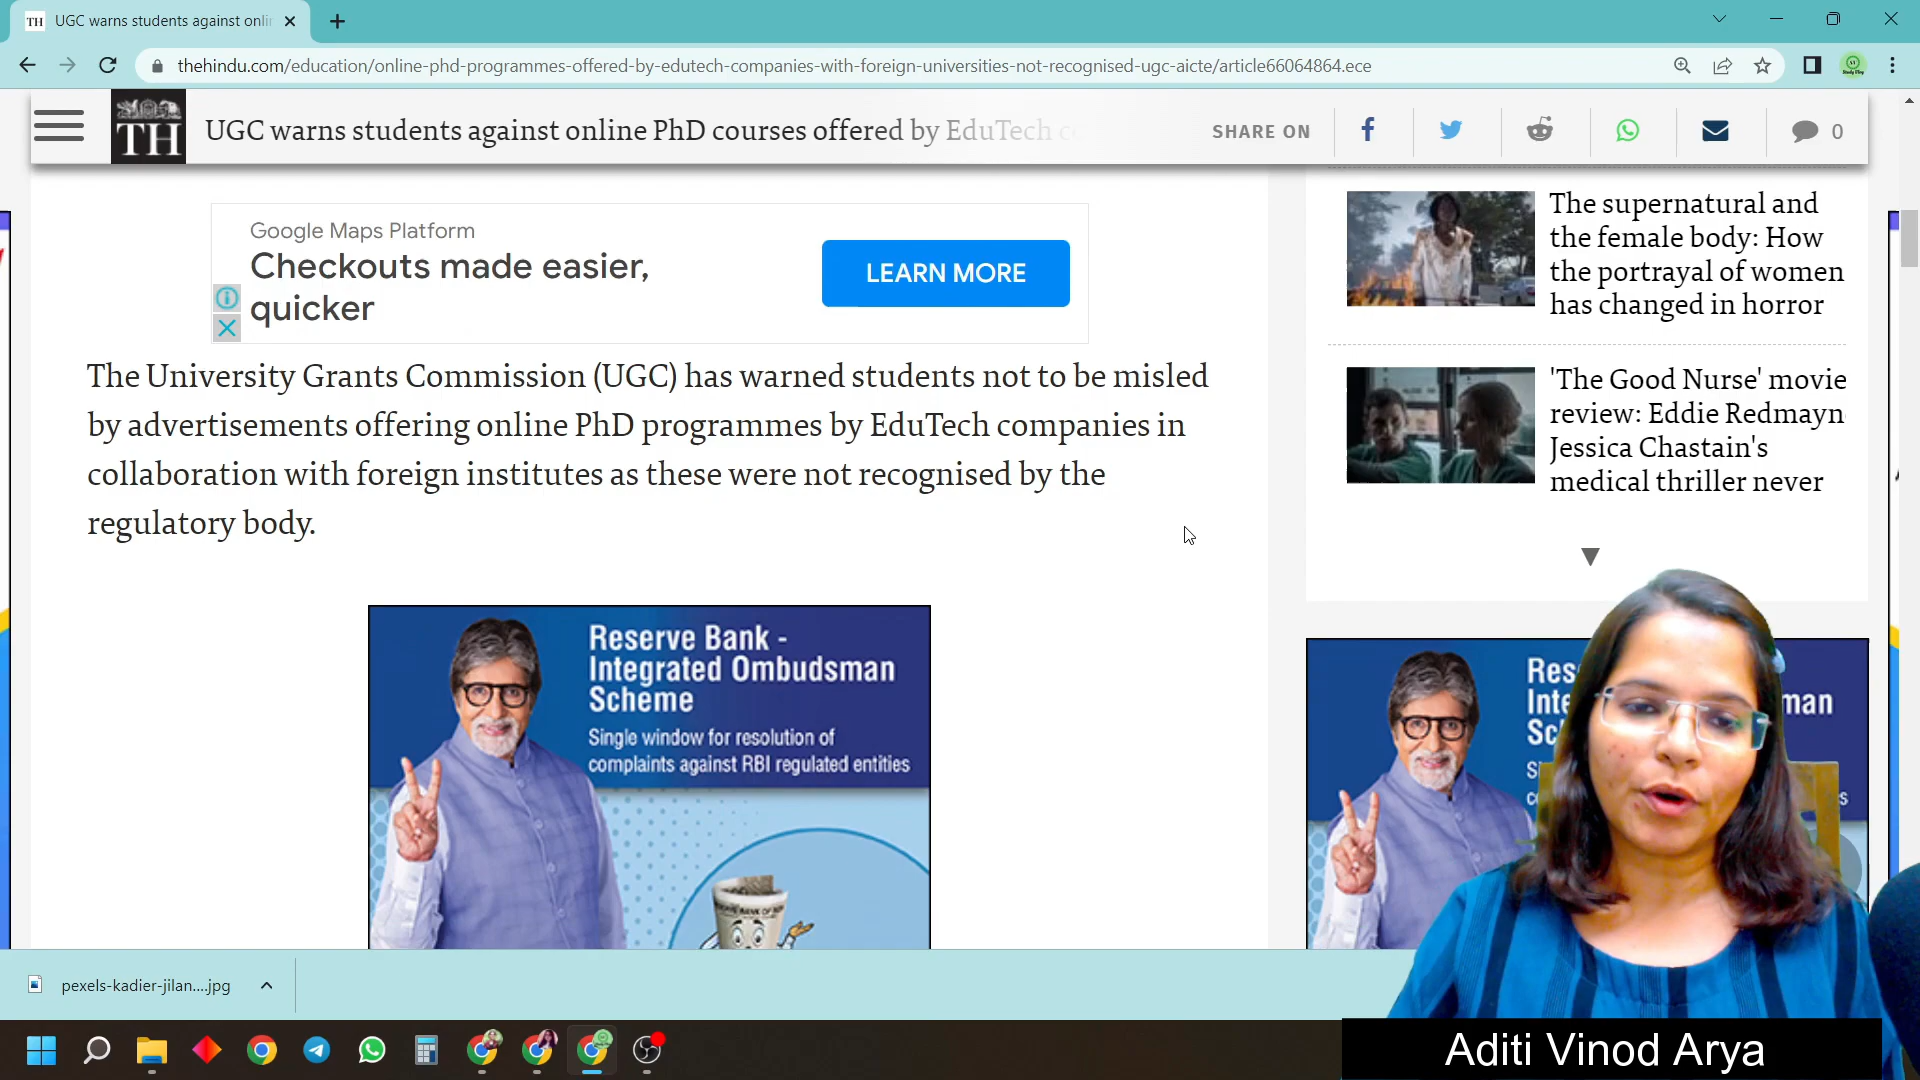 TH UGC warns students against onlin
thehindu.com/education/online-phd-programmes-offered-by-edutech-companies-with-foreign-universities-not-recognised-ugc-aicte/article66064864.ece
TH
UGC warns students against online PhD courses offered by EduTech c
SHARE ON
0
Google Maps Platform
Checkouts made easier,
quicker
LEARN MORE
The University Grants Commission (UGC) has warned students not to be misled
by advertisements offering online PhD programmes by EduTech companies in
collaboration with foreign institutes as these were not recognised by the
regulatory body.
The supernatural and
the female body: How
the portrayal of women
has changed in horror
'The Good Nurse' movie
review: Eddie Redmayn
Jessica Chastain's
medical thriller never
Reserve Bank -
Integrated Ombudsman
Scheme
Single window for resolution of
complaints against RBI regulated entities
Res
Inte
man
Sc
pexels-kadier-jilan....jpg
Aditi Vinod Arya